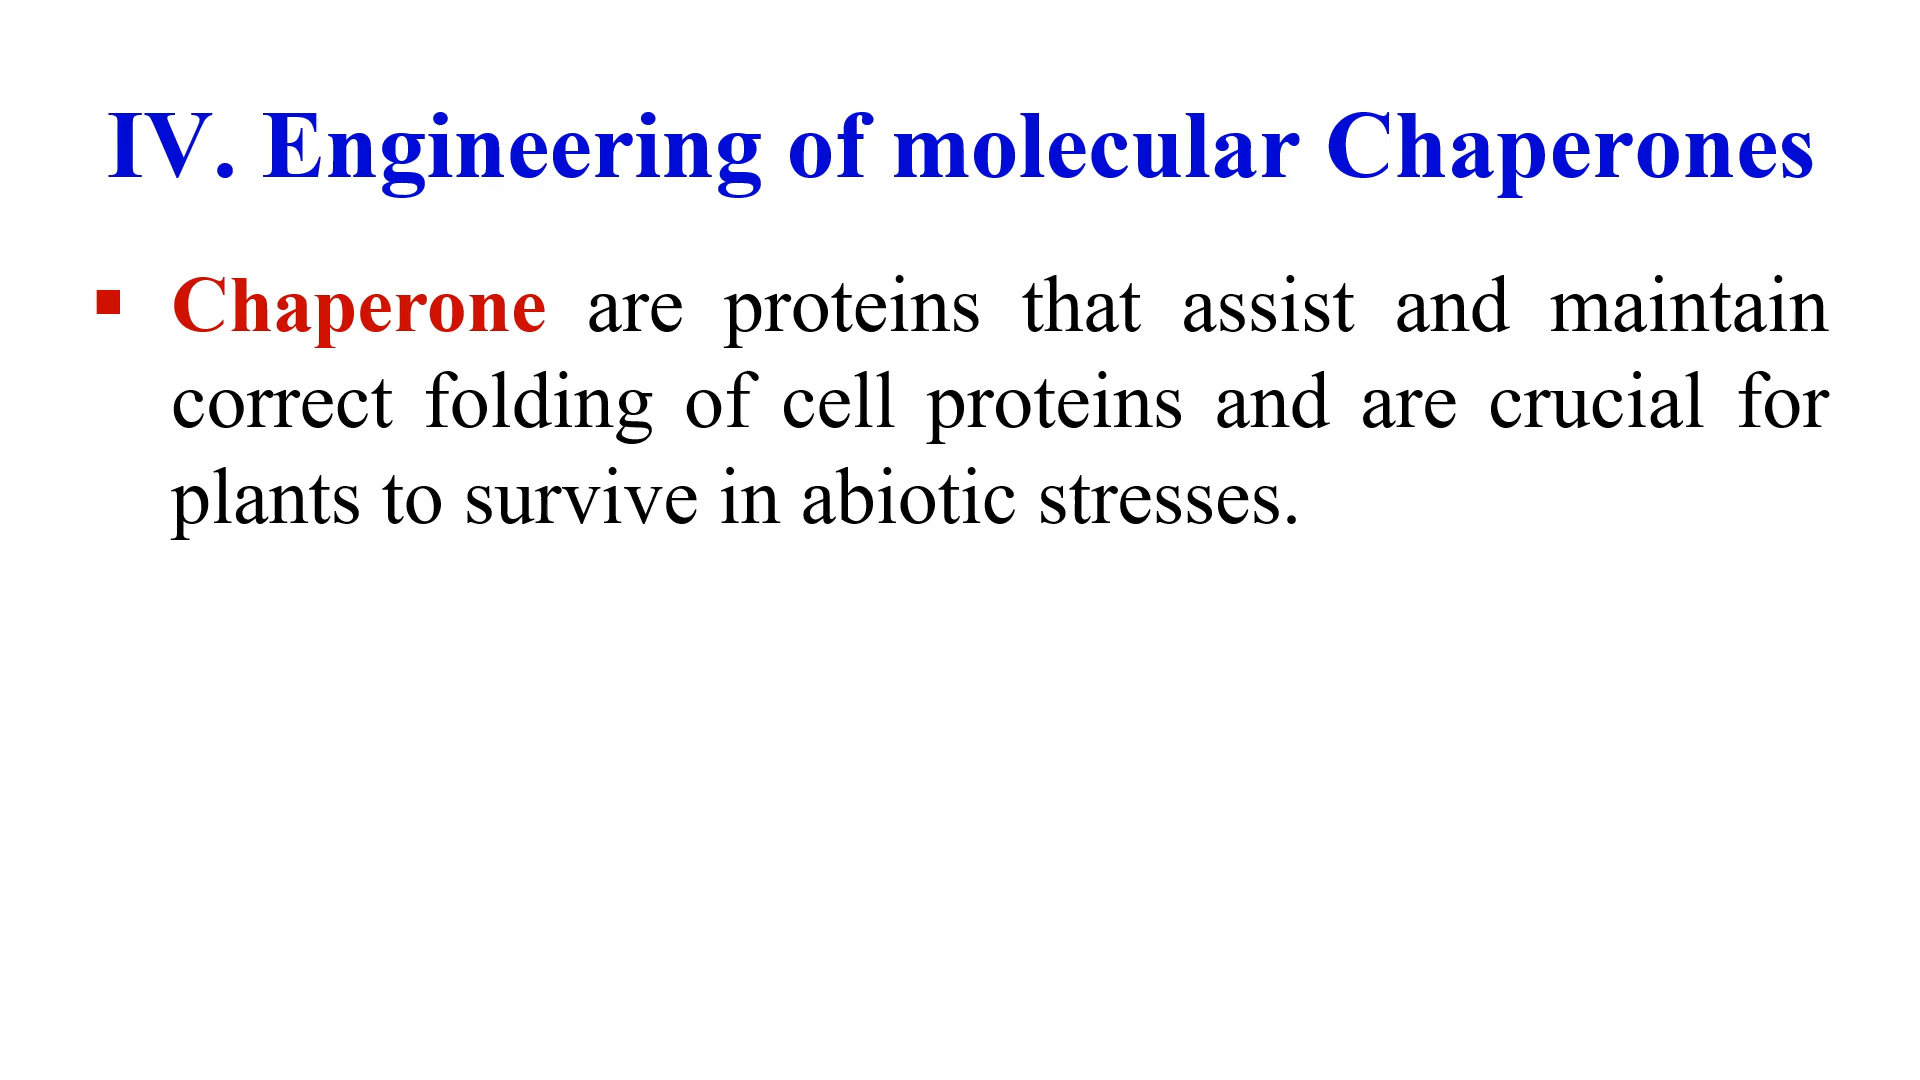 IV. Engineering of molecular Chaperones
▪ Chaperone are proteins that assist and maintain
correct folding of cell proteins and are crucial for
plants to survive in abiotic stresses.